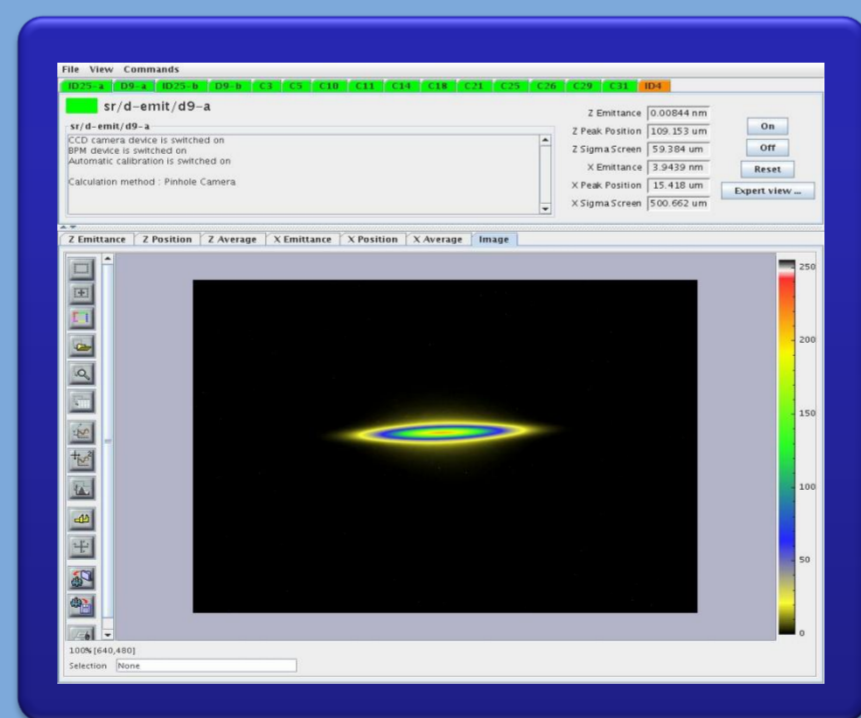 File View Commands
ID25-a D9-a ID25-b D9-b C3 C5 C10 C11 C14 C18 C21 C25 C26 C29 C31 ID4
sr/d-emit/d9-a
sr/d-emit/d9-a
CCD camera device is switched on
BPM device is switched on
Automatic calibration is switched on
Calculation method : Pinhole Camera
Z Emittance 0.00844 nm
Z Peak Position 109.153 um
Z Sigma Screen 59.384 um
X Emittance 3.9439 nm
X Peak Position 15.418 um
X Sigma Screen 500.662 um
On
Off
Reset
Expert view ...
Z Emittance Z Position Z Average X Emittance X Position X Average Image
250
200
150
100
50
0
100% [640,480]
Selection None